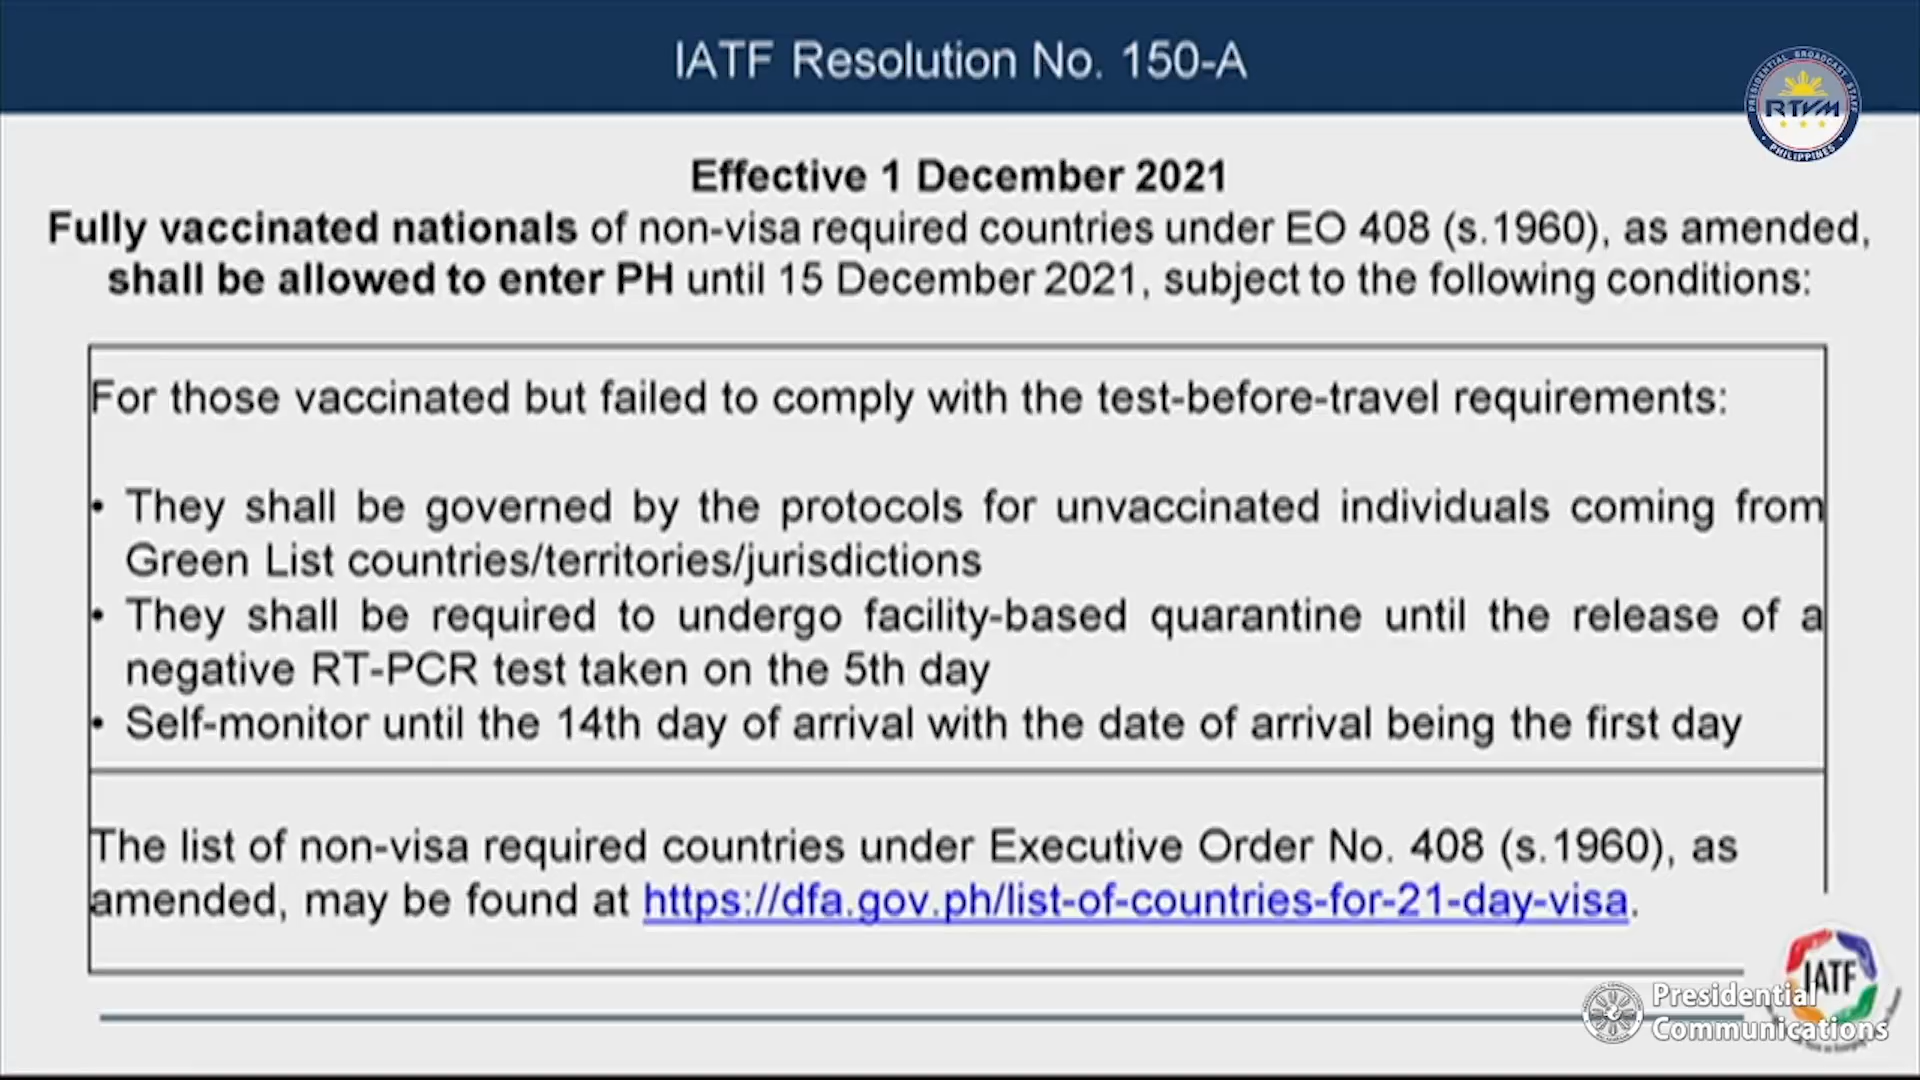 IATF Resolution No. 150-A
PRESIDENTIAL BROADCAST STAFF
RTVM
PHILIPPINES
Effective 1 December 2021
Fully vaccinated nationals of non-visa required countries under EO 408 (s.1960), as amended,
shall be allowed to enter PH until 15 December 2021, subject to the following conditions:
For those vaccinated but failed to comply with the test-before-travel requirements:
• They shall be governed by the protocols for unvaccinated individuals coming from
Green List countries/territories/jurisdictions
• They shall be required to undergo facility-based quarantine until the release of a
negative RT-PCR test taken on the 5th day
• Self-monitor until the 14th day of arrival with the date of arrival being the first day
The list of non-visa required countries under Executive Order No. 408 (s.1960), as
amended, may be found at https://dfa.gov.ph/list-of-countries-for-21-day-visa.
IATF
Presidential
Communications